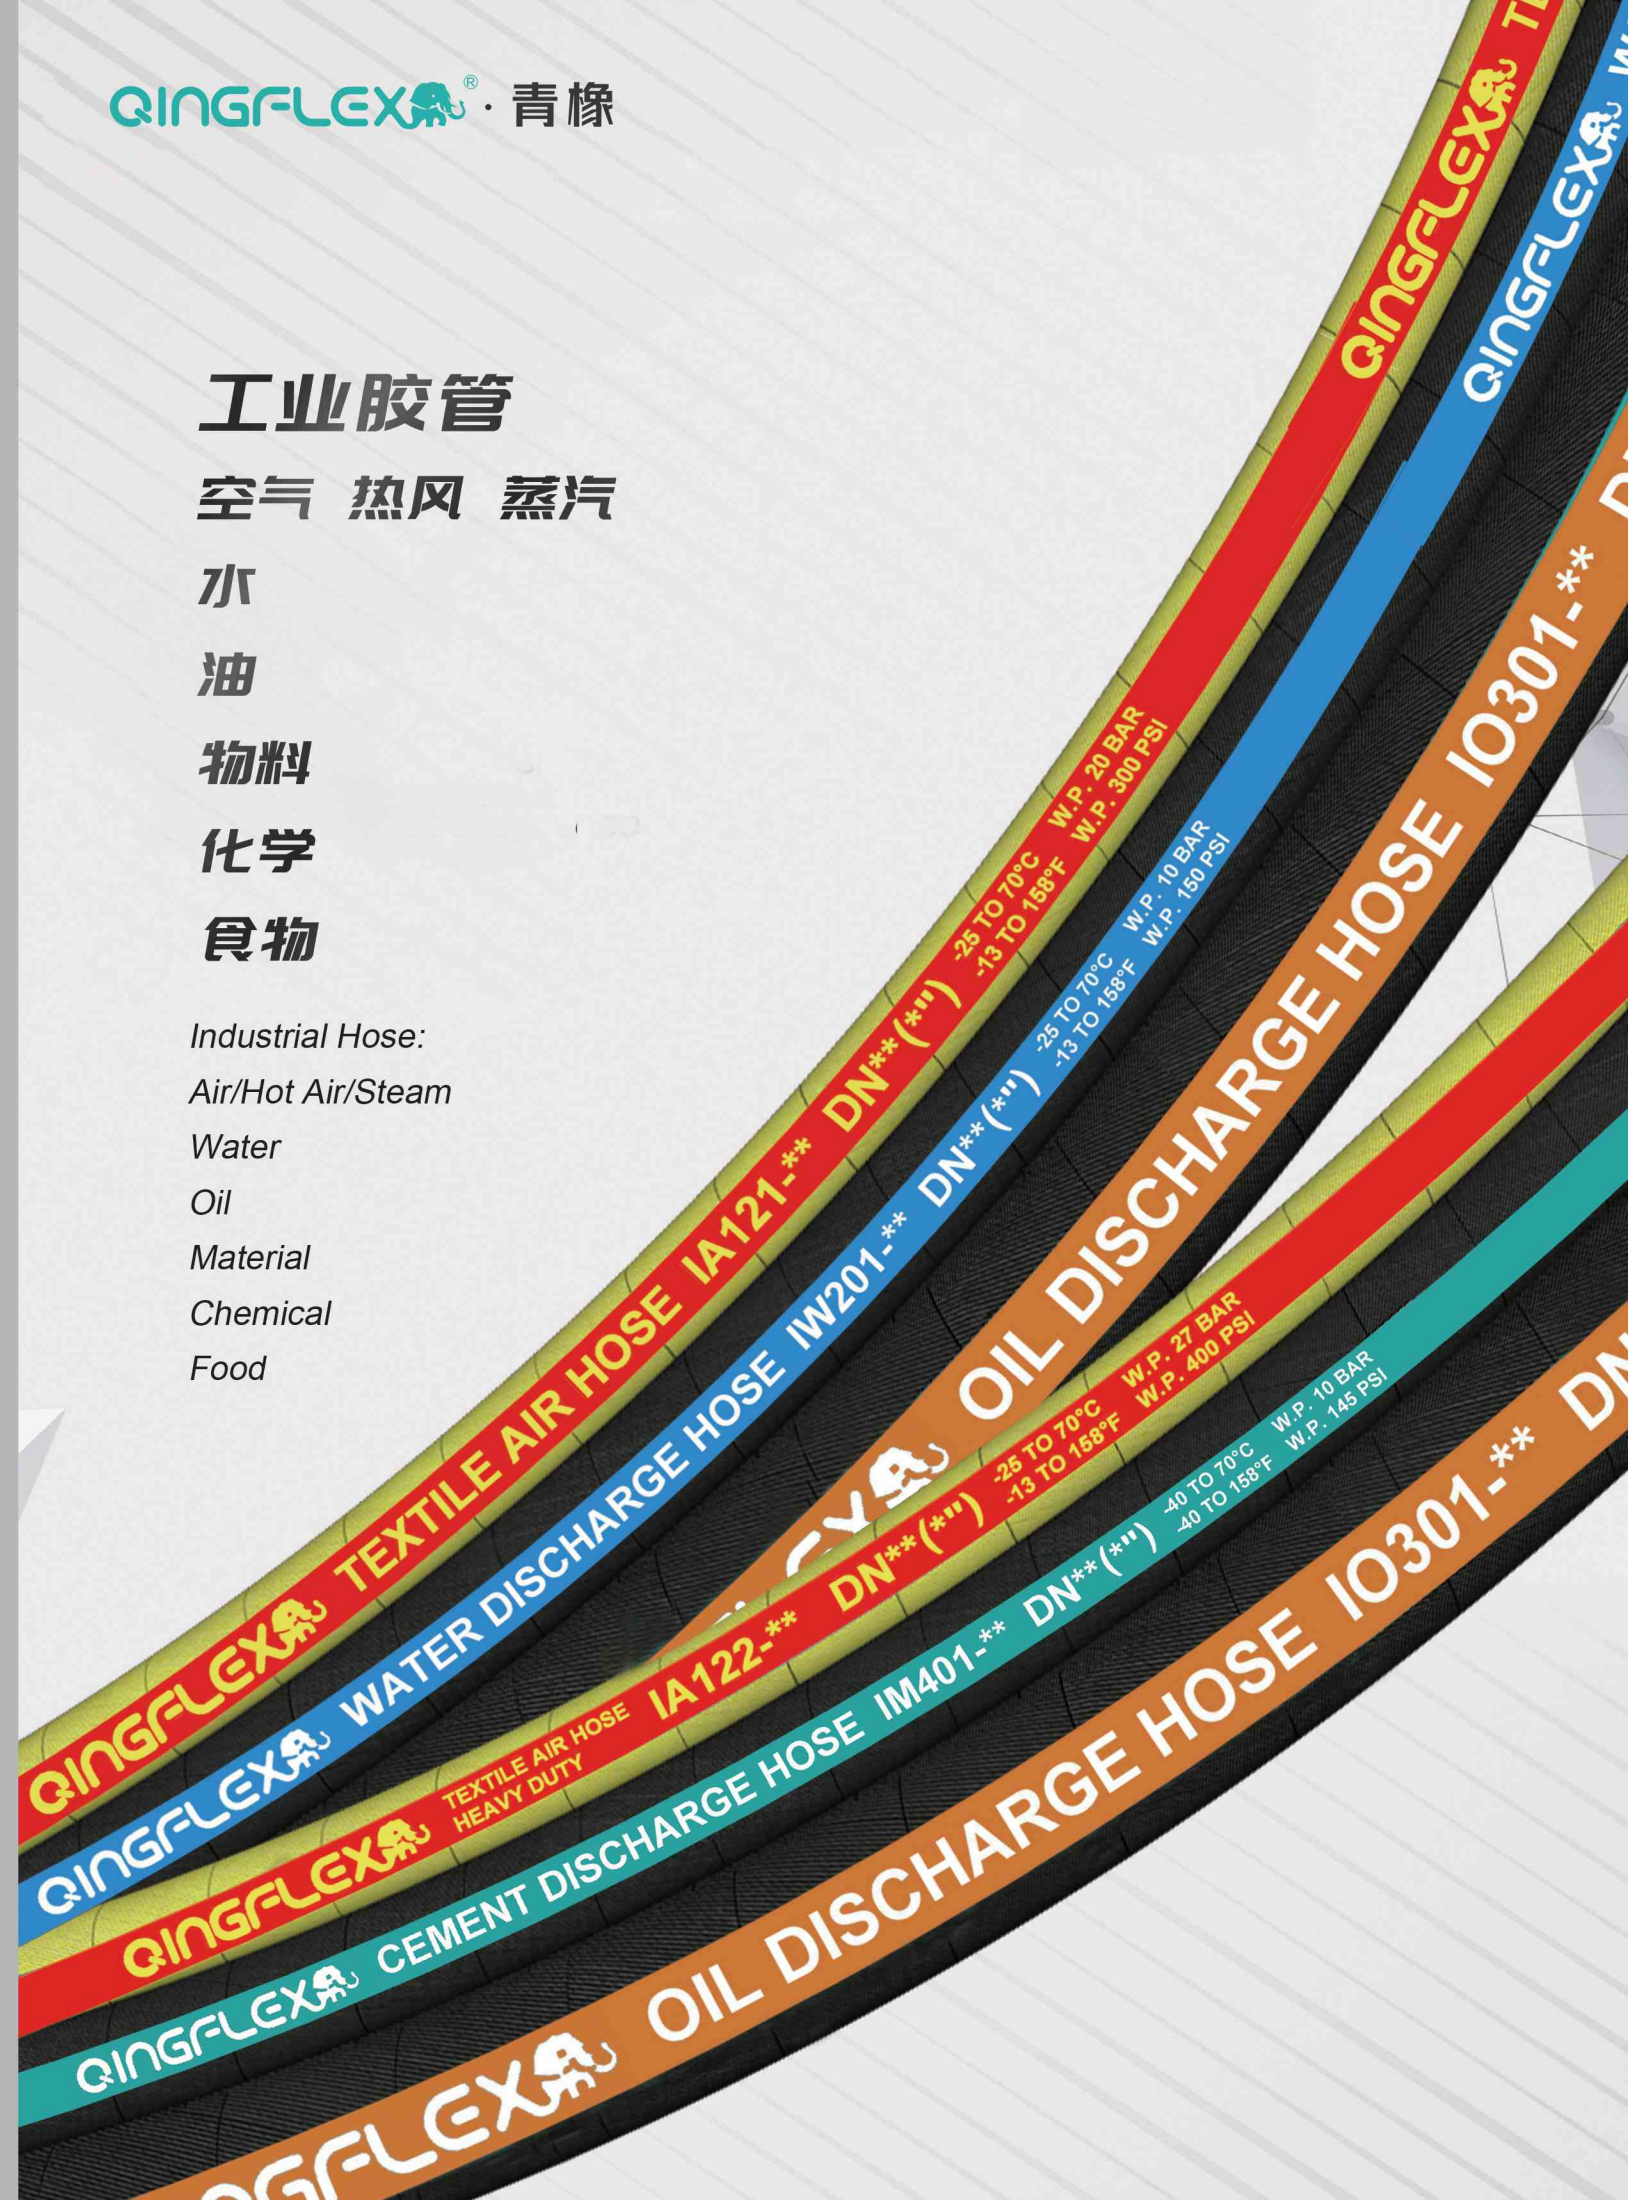 QINGFLEX® · 青橡
工业胶管
空气 热风 蒸汽
水
油
物料
化学
食物
Industrial Hose:
Air/Hot Air/Steam
Water
Oil
Material
Chemical
Food
QINGFLEX TEXTILE AIR HOSE IA121-** DN**(*") -25 TO 70°C W.P. 20 BAR
-13 TO 158°F W.P. 300 PSI
QINGFLEX
QINGFLEX WATER DISCHARGE HOSE IW201-** DN**(*") -25 TO 70°C W.P. 10 BAR
-13 TO 158°F W.P. 150 PSI
QINGFLEX
OIL DISCHARGE HOSE IO301-**
QINGFLEX TEXTILE AIR HOSE
HEAVY DUTY
IA122-** DN**(*") -25 TO 70°C W.P. 27 BAR
-13 TO 158°F W.P. 400 PSI
QINGFLEX CEMENT DISCHARGE HOSE IM401-** DN**(*") -40 TO 70°C W.P. 10 BAR
-40 TO 158°F W.P. 145 PSI
NGFLEX OIL DISCHARGE HOSE IO301-** DN